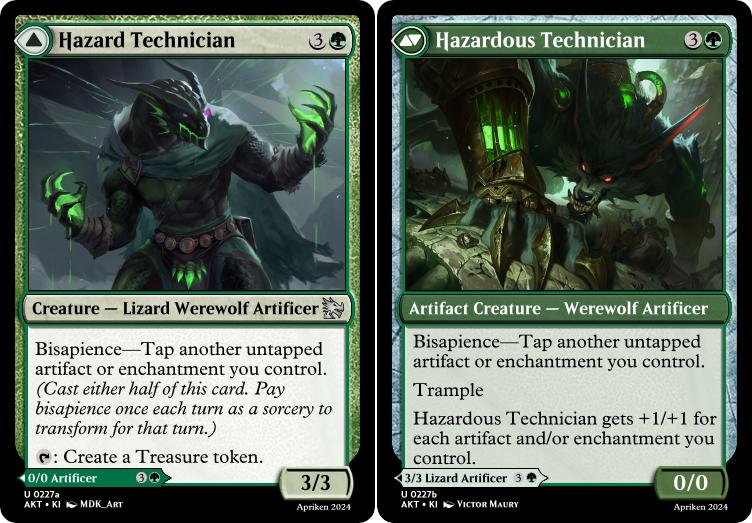 Hazard Technician 3
Creature — Lizard Werewolf Artificer
Bisapience—Tap another untapped
artifact or enchantment you control.
(Cast either half of this card. Pay
bisapience once each turn as a sorcery to
transform for that turn.)
: Create a Treasure token.
0/0 Artificer 3
3/3
U 0227a
AKT • KI MDK_Art
Apriken 2024
Hazardous Technician 3
Artifact Creature — Werewolf Artificer
Bisapience—Tap another untapped
artifact or enchantment you control.
Trample
Hazardous Technician gets +1/+1 for
each artifact and/or enchantment you
control.
3/3 Lizard Artificer 3
0/0
U 0227b
AKT • KI Victor Maury
Apriken 2024